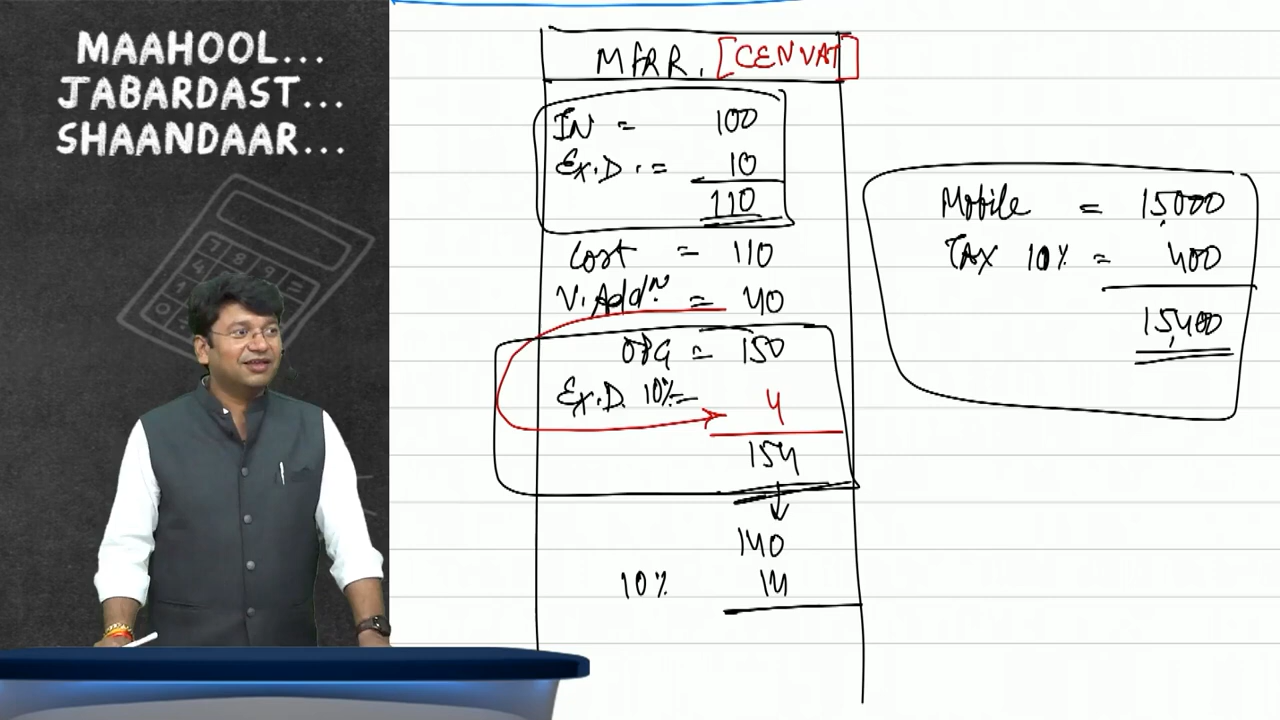 MAAHOOL...
JABARDAST...
SHAANDAAR...
MFRR. [CENVAT]
IN = 100
Ex.D. = 10
110
Cost = 110
V. Addⁿ. = 40
O/PG = 150
Ex.D. 10% = 4
154
140
10% 14
Mobile = 15,000
TAX 10% = 400
15,400